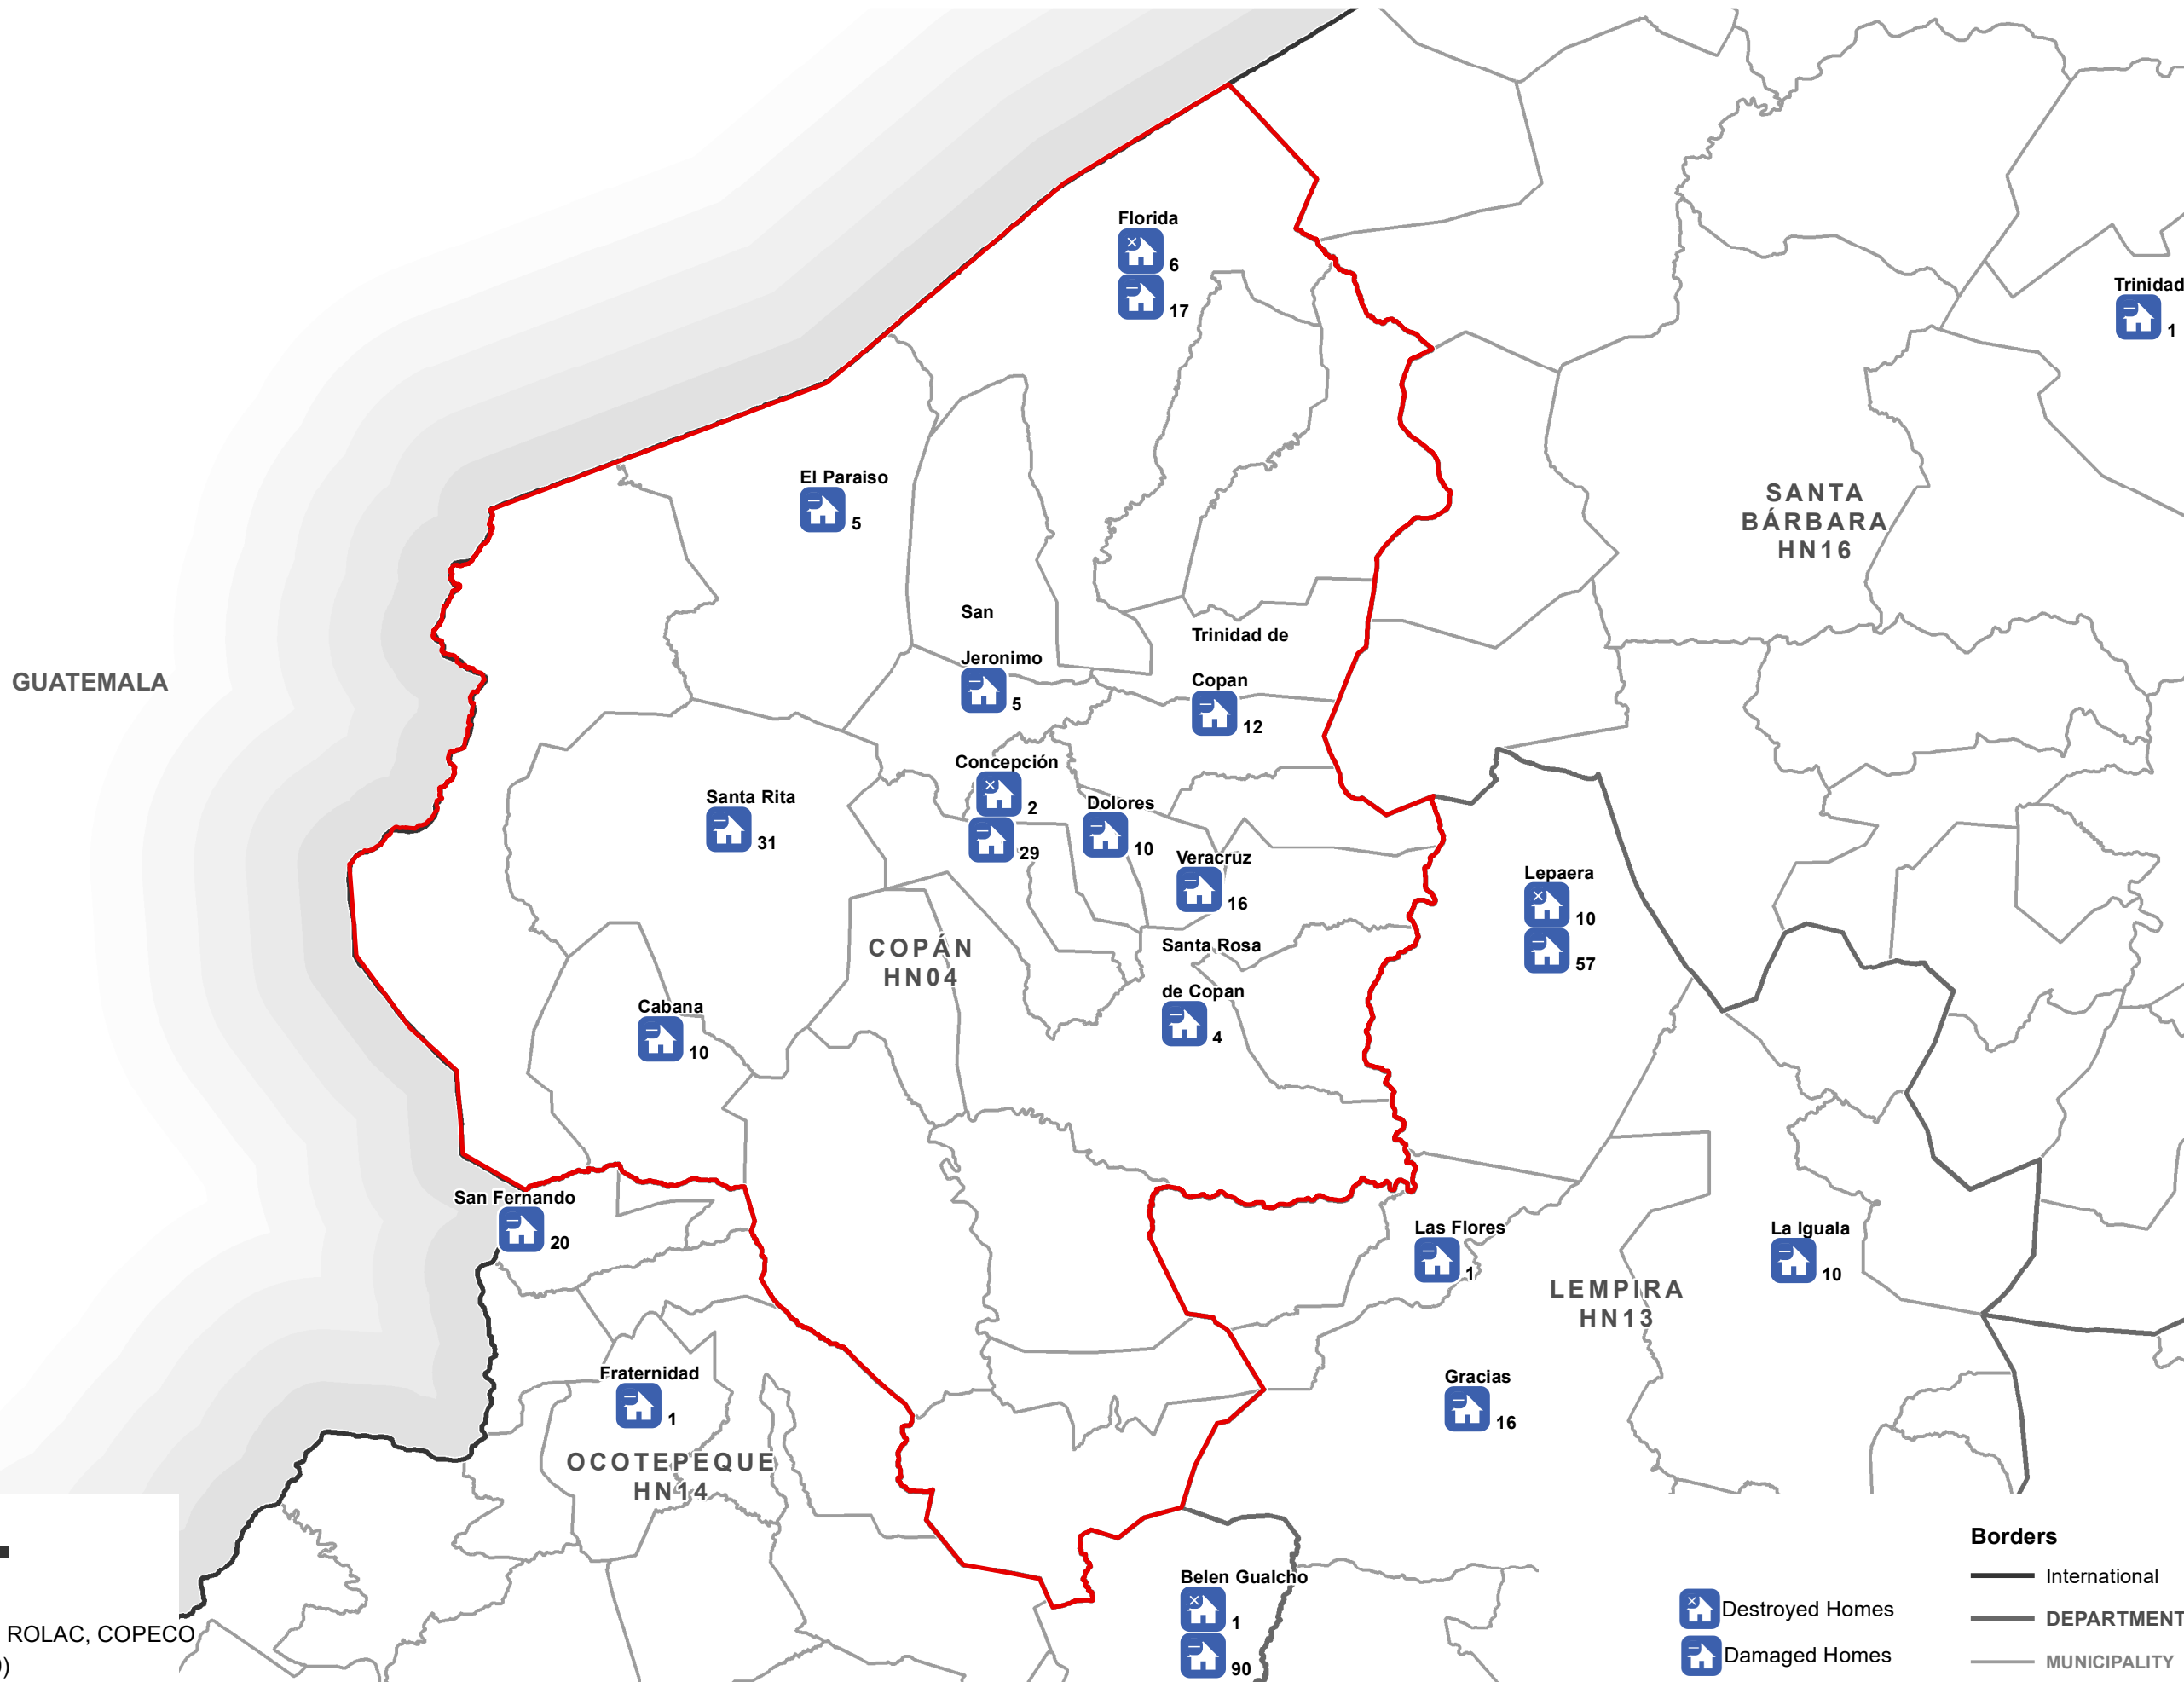 Florida
6
17
Trinidad
1
El Paraiso
5
SANTA
BÁRBARA
HN16
San
Jeronimo
5
Trinidad de
Copan
12
GUATEMALA
Concepción
2
29
Dolores
10
Santa Rita
31
Veracruz
16
Lepaera
10
57
COPÁN
HN04
Santa Rosa
de Copan
4
Cabana
10
San Fernando
20
Las Flores
1
La Iguala
10
LEMPIRA
HN13
Fraternidad
1
Gracias
16
OCOTEPEQUE
HN14
Belen Gualcho
1
90
Borders
International
DEPARTMENT
MUNICIPALITY
Destroyed Homes
Damaged Homes
ROLAC, COPECO
)